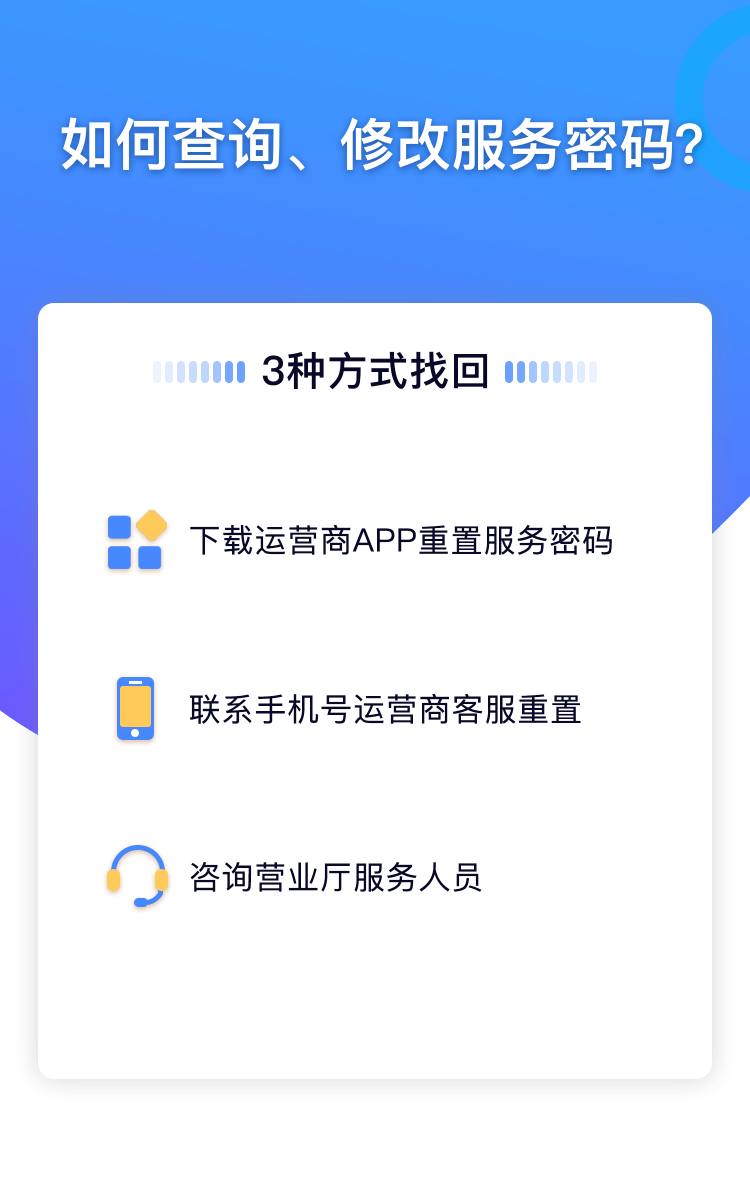 如何查询、修改服务密码?
3种方式找回
下载运营商APP重置服务密码
联系手机号运营商客服重置
咨询营业厅服务人员